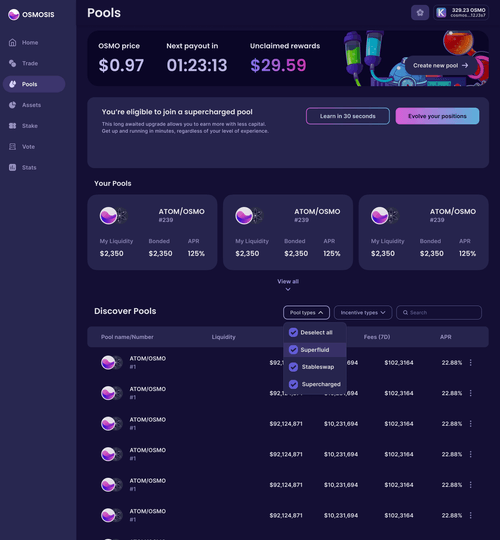 OSMOSIS
Home
Trade
Pools
Assets
Stake
Vote
Stats
Pools
329.23 OSMO
OSMO price
$0.97
Next payout in
01:23:13
Unclaimed rewards
$29.59
Create new pool
You're eligible to join a supercharged pool
This long awaited upgrade allows you to earn more with less capital.
Get up and running in minutes, regardless of your level of experience.
Learn in 30 seconds
Evolve your positions
Your Pools
ATOM/OSMO
#239
My Liquidity Bonded APR
$2,350 $2,350 125%
ATOM/OSMO
#239
My Liquidity Bonded APR
$2,350 $2,350 125%
ATOM/OSMO
#239
My Liquidity Bonded APR
$2,350 $2,350 125%
View all
Discover Pools
Pool types
Incentive types
Search
Deselect all
Superfluid
Stableswap
Supercharged
Pool name/Number Liquidity Fees (7D) APR
ATOM/OSMO
#1
$102,3164 22.88%
ATOM/OSMO
#1
$102,3164 22.88%
ATOM/OSMO
#1
$92,124,871 $10,231,694 $102,3164 22.88%
ATOM/OSMO
#1
$92,124,871 $10,231,694 $102,3164 22.88%
ATOM/OSMO
#1
$92,124,871 $10,231,694 $102,3164 22.88%
ATOM/OSMO
#1
$92,124,871 $10,231,694 $102,3164 22.88%